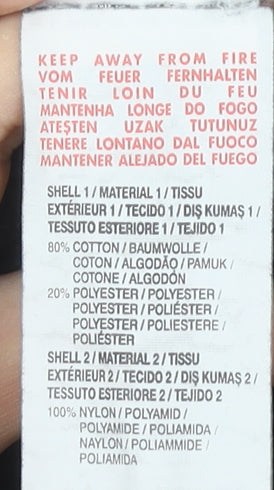 KEEP AWAY FROM FIRE
VOM FEUER FERNHALTEN
TENIR LOIN DU FEU
MANTENHA LONGE DO FOGO
ATEŞTEN UZAK TUTUNUZ
TENERE LONTANO DAL FUOCO
MANTENER ALEJADO DEL FUEGO
SHELL 1 / MATERIAL 1 / TISSU
EXTÉRIEUR 1 / TECIDO 1 / DIŞ KUMAŞ 1 /
TESSUTO ESTERIORE 1 / TEJIDO 1
80% COTTON / BAUMWOLLE /
COTON / ALGODÃO / PAMUK /
COTONE / ALGODÓN
20% POLYESTER / POLYESTER /
POLYESTER / POLIÉSTER /
POLYESTER / POLIESTERE /
POLIÉSTER
SHELL 2 / MATERIAL 2 / TISSU
EXTÉRIEUR 2 / TECIDO 2 / DIŞ KUMAŞ 2 /
TESSUTO ESTERIORE 2 / TEJIDO 2
100% NYLON / POLYAMID /
POLYAMIDE / POLIAMIDA /
NAYLON / POLIAMMIDE /
POLIAMIDA